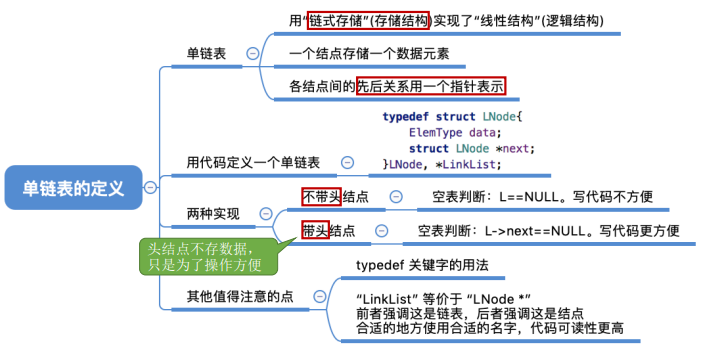 单链表的定义
单链表
用“链式存储”(存储结构)实现了“线性结构”(逻辑结构)
一个结点存储一个数据元素
各结点间的先后关系用一个指针表示
用代码定义一个单链表
typedef struct LNode{
ElemType data;
struct LNode *next;
}LNode, *LinkList;
两种实现
不带头结点
空表判断：L==NULL。写代码不方便
带头结点
空表判断：L->next==NULL。写代码更方便
头结点不存数据，
只是为了操作方便
其他值得注意的点
typedef 关键字的用法
“LinkList” 等价于 “LNode *”
前者强调这是链表，后者强调这是结点
合适的地方使用合适的名字，代码可读性更高